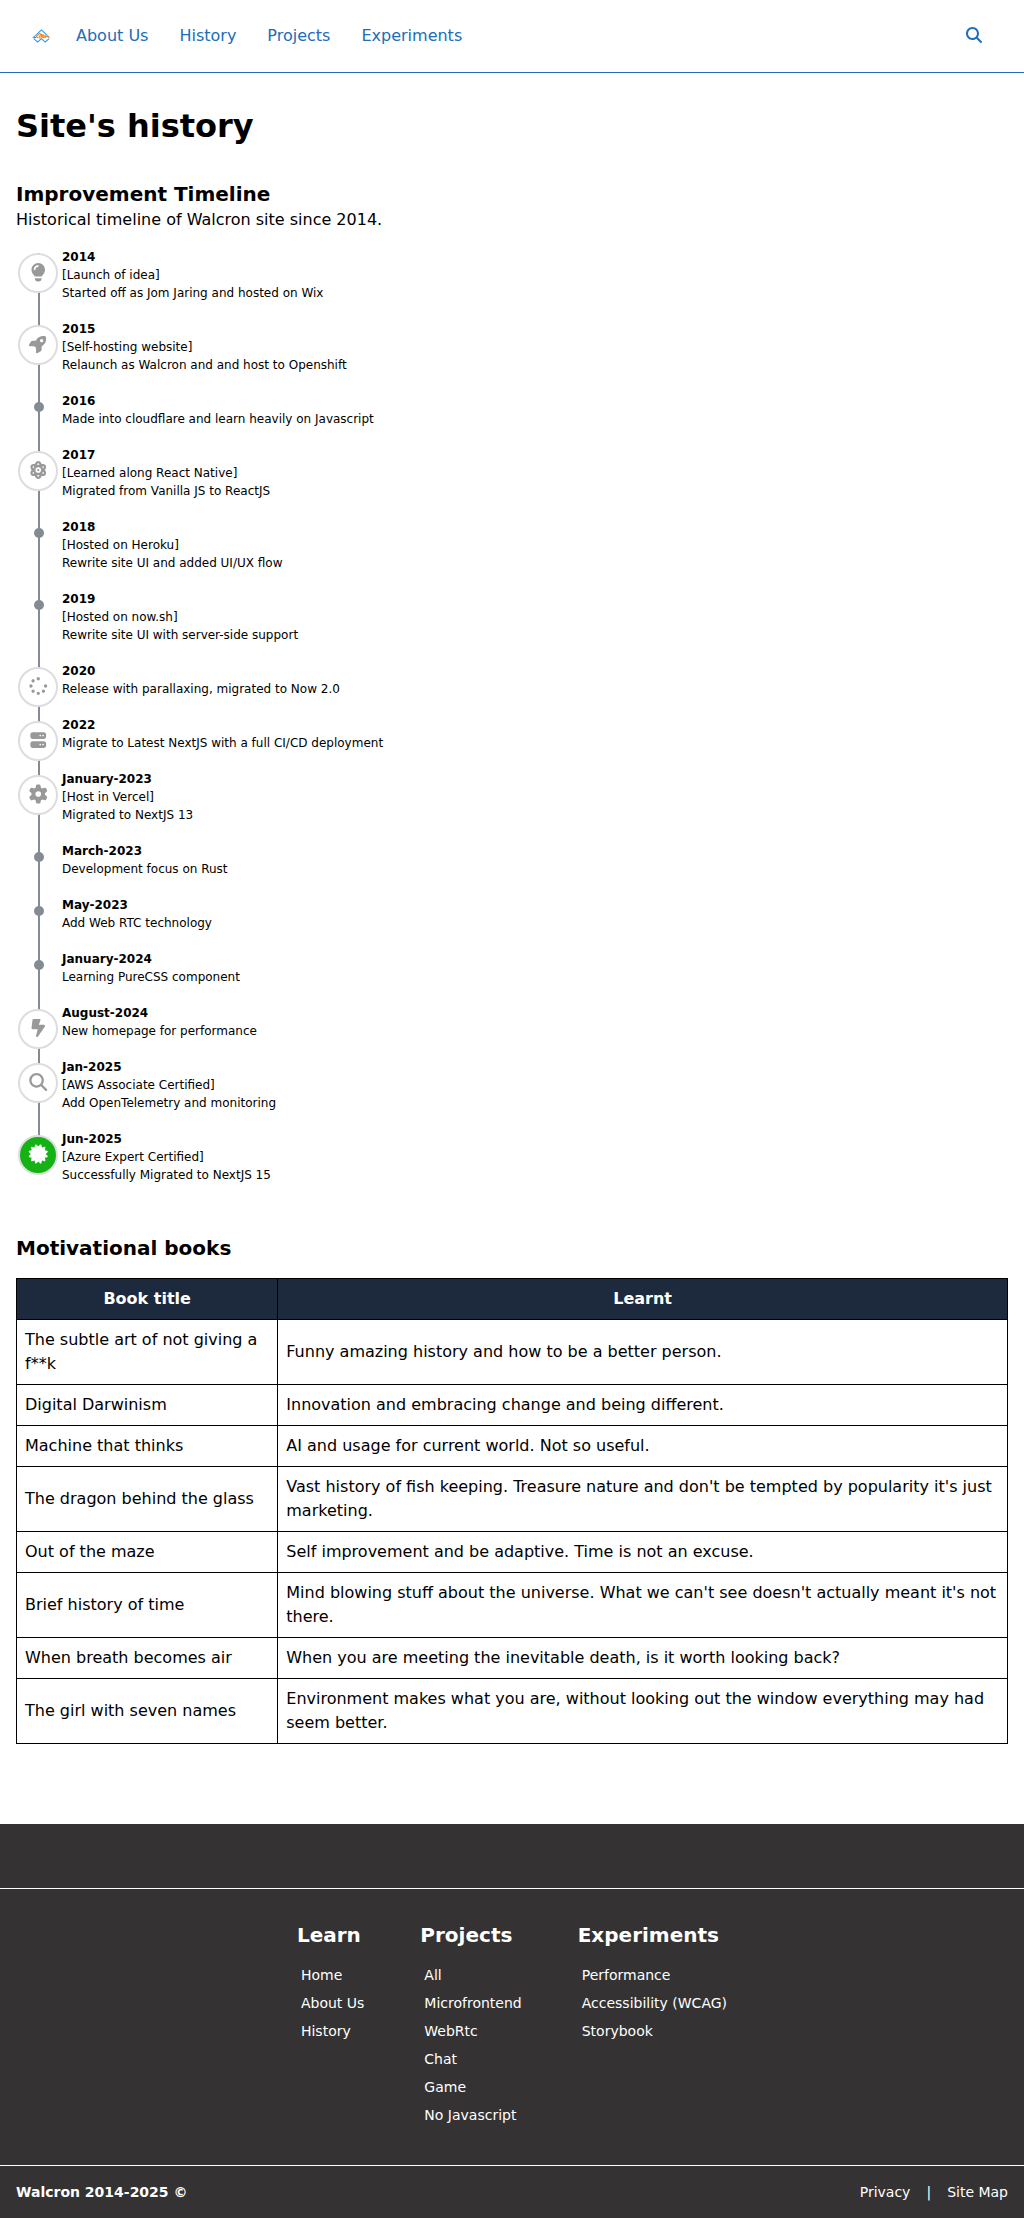 About Us History Projects Experiments
Site's history
Improvement Timeline
Historical timeline of Walcron site since 2014.
2014
[Launch of idea]
Started off as Jom Jaring and hosted on Wix
2015
[Self-hosting website]
Relaunch as Walcron and and host to Openshift
2016
Made into cloudflare and learn heavily on Javascript
2017
[Learned along React Native]
Migrated from Vanilla JS to ReactJS
2018
[Hosted on Heroku]
Rewrite site UI and added UI/UX flow
2019
[Hosted on now.sh]
Rewrite site UI with server-side support
2020
Release with parallaxing, migrated to Now 2.0
2022
Migrate to Latest NextJS with a full CI/CD deployment
January-2023
[Host in Vercel]
Migrated to NextJS 13
March-2023
Development focus on Rust
May-2023
Add Web RTC technology
January-2024
Learning PureCSS component
August-2024
New homepage for performance
Jan-2025
[AWS Associate Certified]
Add OpenTelemetry and monitoring
Jun-2025
[Azure Expert Certified]
Successfully Migrated to NextJS 15
Motivational books
Book title Learnt
The subtle art of not giving a
f**k
Funny amazing history and how to be a better person.
Digital Darwinism Innovation and embracing change and being different.
Machine that thinks AI and usage for current world. Not so useful.
The dragon behind the glass
Vast history of fish keeping. Treasure nature and don't be tempted by popularity it's just
marketing.
Out of the maze Self improvement and be adaptive. Time is not an excuse.
Brief history of time
Mind blowing stuff about the universe. What we can't see doesn't actually meant it's not
there.
When breath becomes air When you are meeting the inevitable death, is it worth looking back?
The girl with seven names
Environment makes what you are, without looking out the window everything may had
seem better.
Learn
Home
About Us
History
Projects
All
Microfrontend
WebRtc
Chat
Game
No Javascript
Experiments
Performance
Accessibility (WCAG)
Storybook
Walcron 2014-2025 © Privacy | Site Map